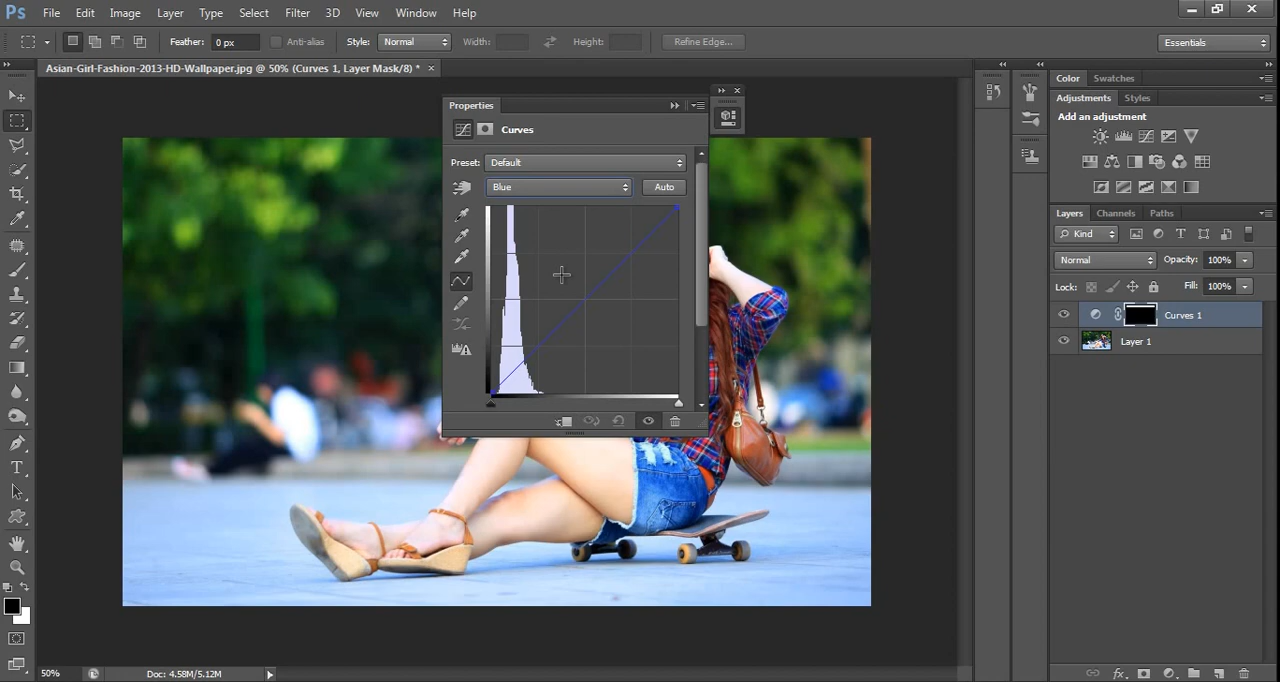 Ps File Edit Image Layer Type Select Filter 3D View Window Help
Feather: 0 px Anti-alias Style: Normal Width: Height: Refine Edge... Essentials
Asian-Girl-Fashion-2013-HD-Wallpaper.jpg @ 50% (Curves 1, Layer Mask/8) *
Properties
Curves
Preset: Default
Blue Auto
Color Swatches
Adjustments Styles
Add an adjustment
Layers Channels Paths
Kind
Normal Opacity: 100%
Lock: Fill: 100%
Curves 1
Layer 1
50% Doc: 4.58M/5.12M